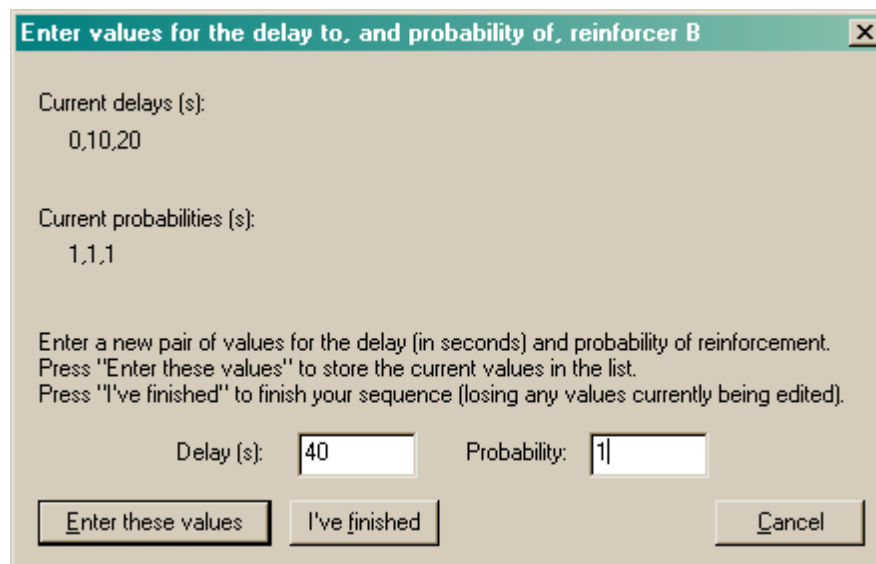 Enter values for the delay to, and probability of, reinforcer B
Current delays (s):
0,10,20
Current probabilities (s):
1,1,1
Enter a new pair of values for the delay (in seconds) and probability of reinforcement.
Press "Enter these values" to store the current values in the list.
Press "I've finished" to finish your sequence (losing any values currently being edited).
Delay (s): 40 Probability: 1
Enter these values I've finished Cancel